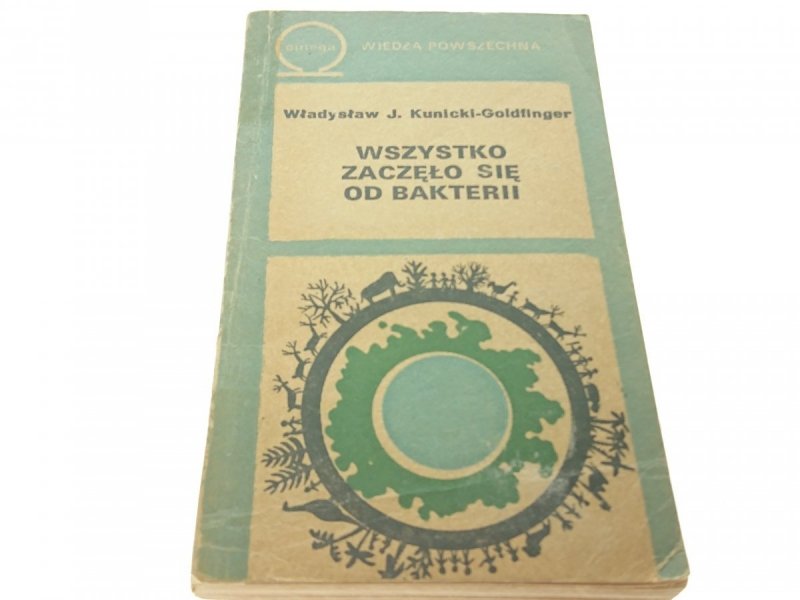 omega
WIEDZA POWSZECHNA
Władysław J. Kunicki-Goldfinger
WSZYSTKO
ZACZĘŁO SIĘ
OD BAKTERII